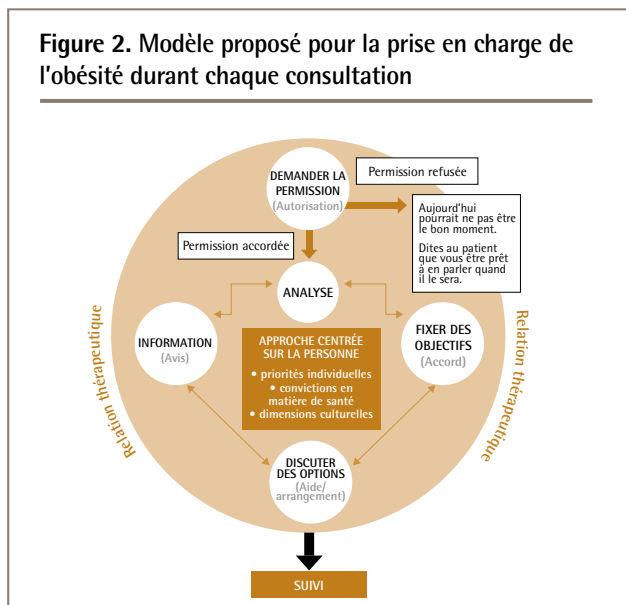 Figure 2. Modèle proposé pour la prise en charge de
l'obésité durant chaque consultation
DEMANDER LA
PERMISSION
(Autorisation)
Permission refusée
Aujourd'hui
pourrait ne pas être
le bon moment.
Dites au patient
que vous être prêt
à en parler quand
il le sera.
Permission accordée
ANALYSE
INFORMATION
(Avis)
APPROCHE CENTRÉE
SUR LA PERSONNE
• priorités individuelles
• convictions en
matière de santé
• dimensions culturelles
FIXER DES
OBJECTIFS
(Accord)
Relation thérapeutique
Relation thérapeutique
DISCUTER
DES OPTIONS
(Aide/
arrangement)
SUIVI